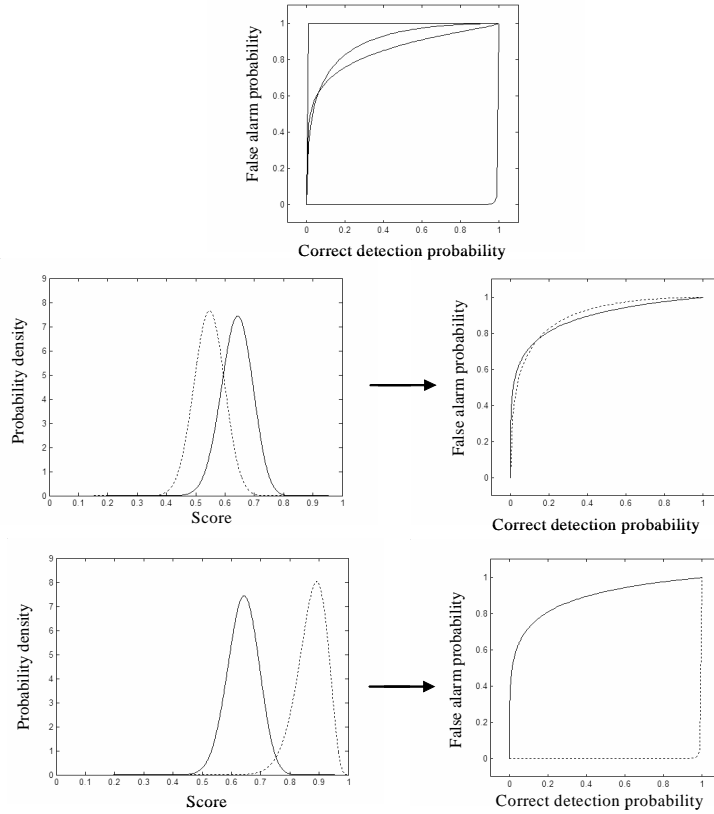 False alarm probability
1
0.8
0.6
0.4
0.2
0
0 0.2 0.4 0.6 0.8 1
Correct detection probability
Probability density
9
8
7
6
5
4
3
2
1
0
0 0.1 0.2 0.3 0.4 0.5 0.6 0.7 0.8 0.9 1
Score
False alarm probability
1
0.8
0.6
0.4
0.2
0
0 0.2 0.4 0.6 0.8 1
Correct detection probability
Probability density
9
8
7
6
5
4
3
2
1
0
0 0.1 0.2 0.3 0.4 0.5 0.6 0.7 0.8 0.9 1
Score
False alarm probability
1
0.8
0.6
0.4
0.2
0
0 0.2 0.4 0.6 0.8 1
Correct detection probability